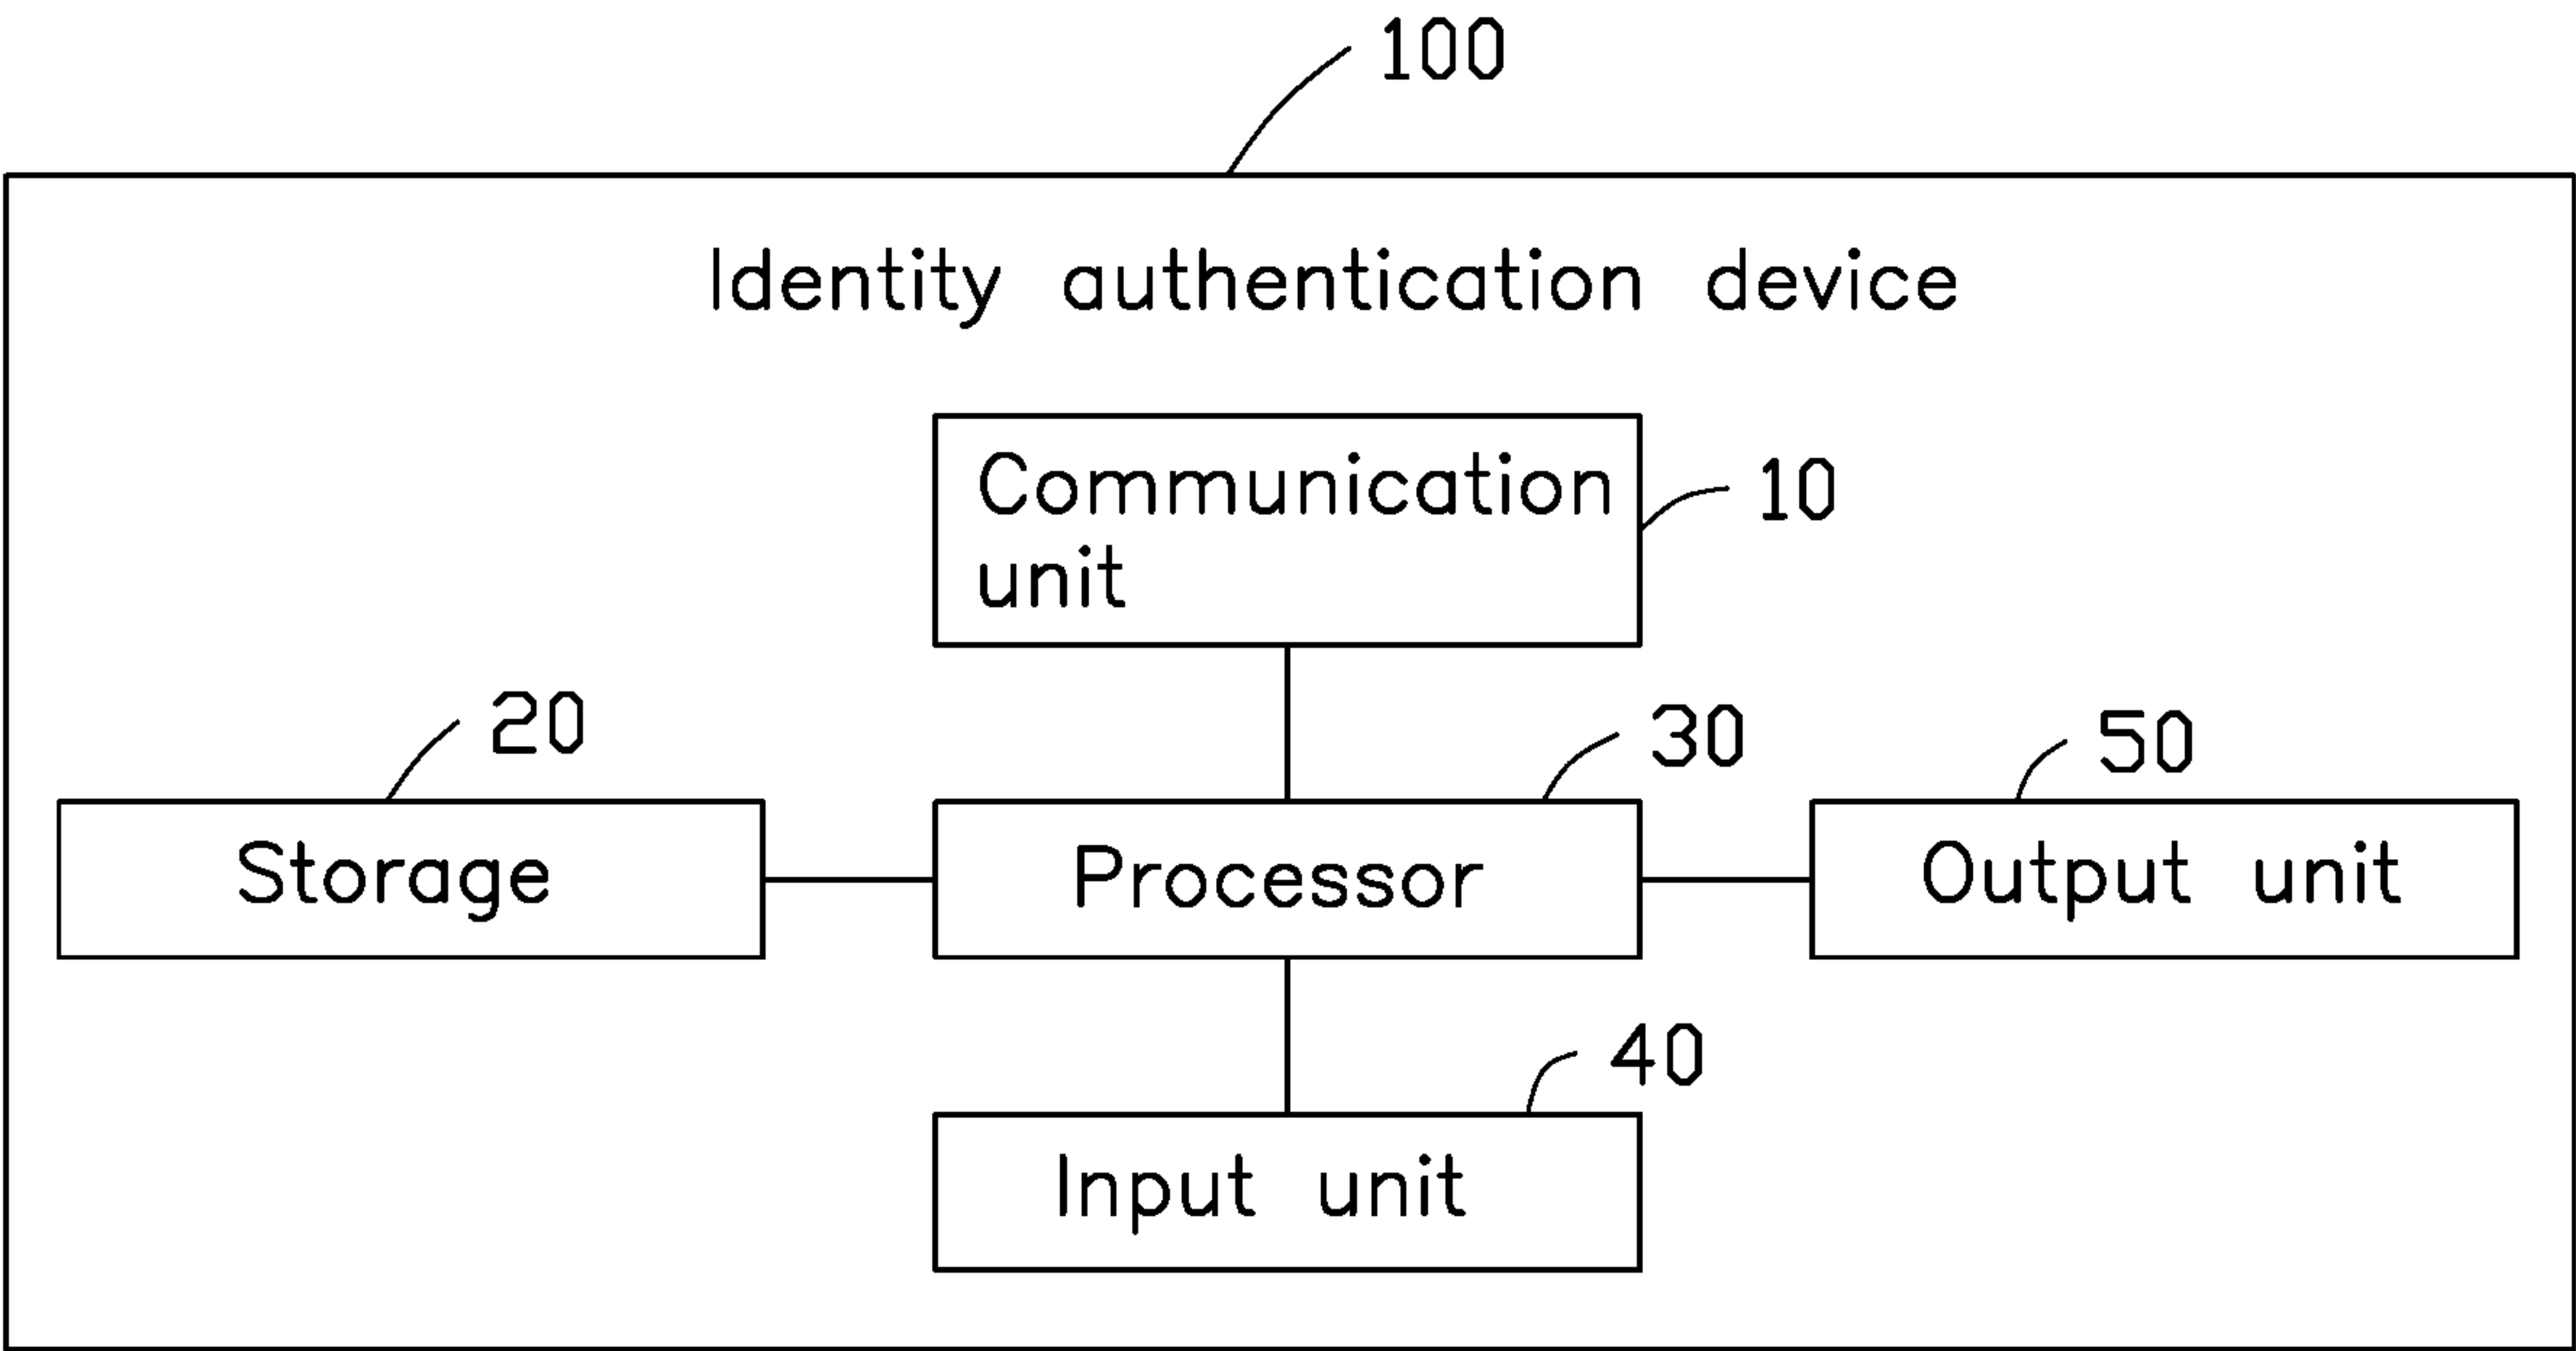 100
Identity authentication device
Communication
unit
10
20
30
50
Storage
Processor
Output unit
40
Input unit